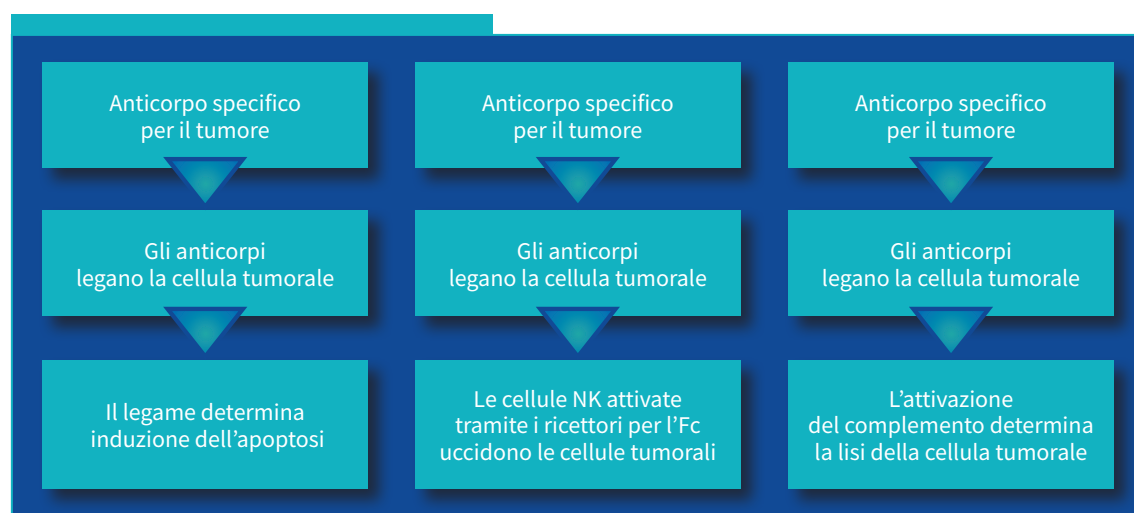 Anticorpo specifico
per il tumore
Gli anticorpi
legano la cellula tumorale
Il legame determina
induzione dell'apoptosi
Anticorpo specifico
per il tumore
Gli anticorpi
legano la cellula tumorale
Le cellule NK attivate
tramite i ricettori per l'Fc
uccidono le cellule tumorali
Anticorpo specifico
per il tumore
Gli anticorpi
legano la cellula tumorale
L'attivazione
del complemento determina
la lisi della cellula tumorale